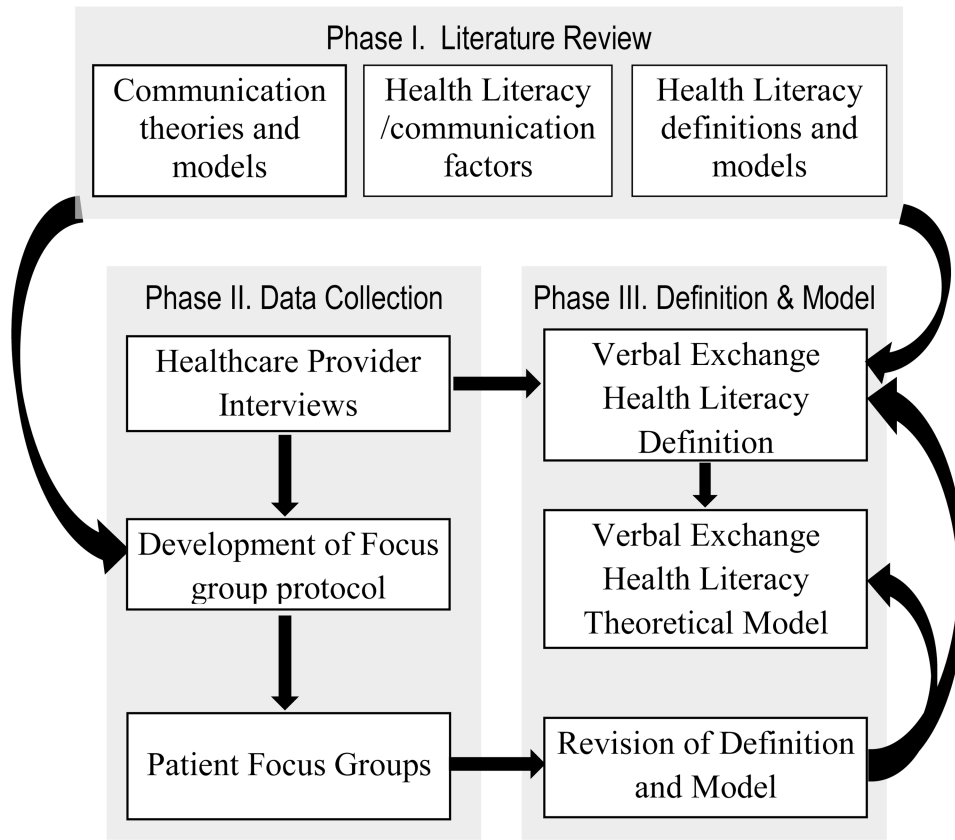 Phase I. Literature Review
Communication
theories and
models
Health Literacy
/communication
factors
Health Literacy
definitions and
models
Phase II. Data Collection
Healthcare Provider
Interviews
Development of Focus
group protocol
Patient Focus Groups
Phase III. Definition & Model
Verbal Exchange
Health Literacy
Definition
Verbal Exchange
Health Literacy
Theoretical Model
Revision of Definition
and Model